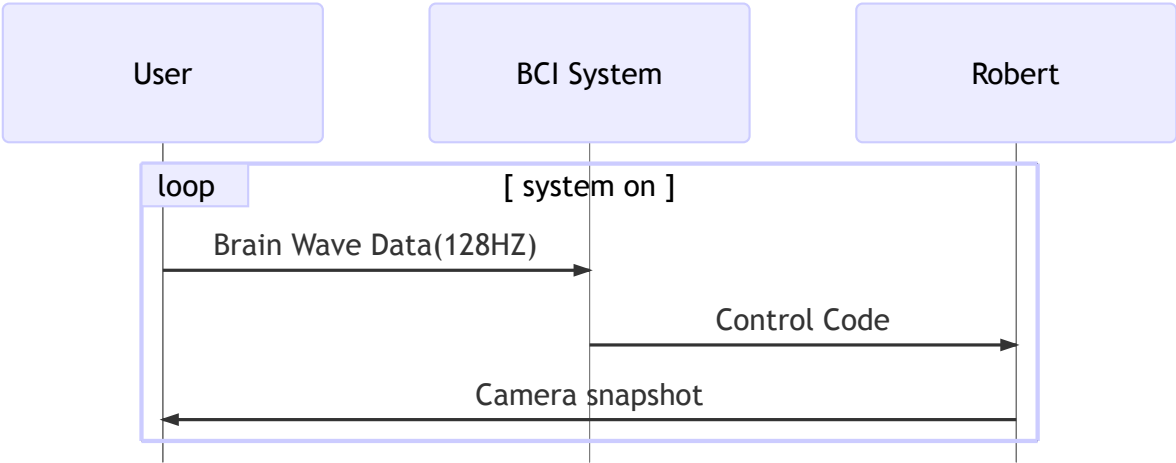 User
BCI System
Robert
loop
[ system on ]
Brain Wave Data(128HZ)
Control Code
Camera snapshot